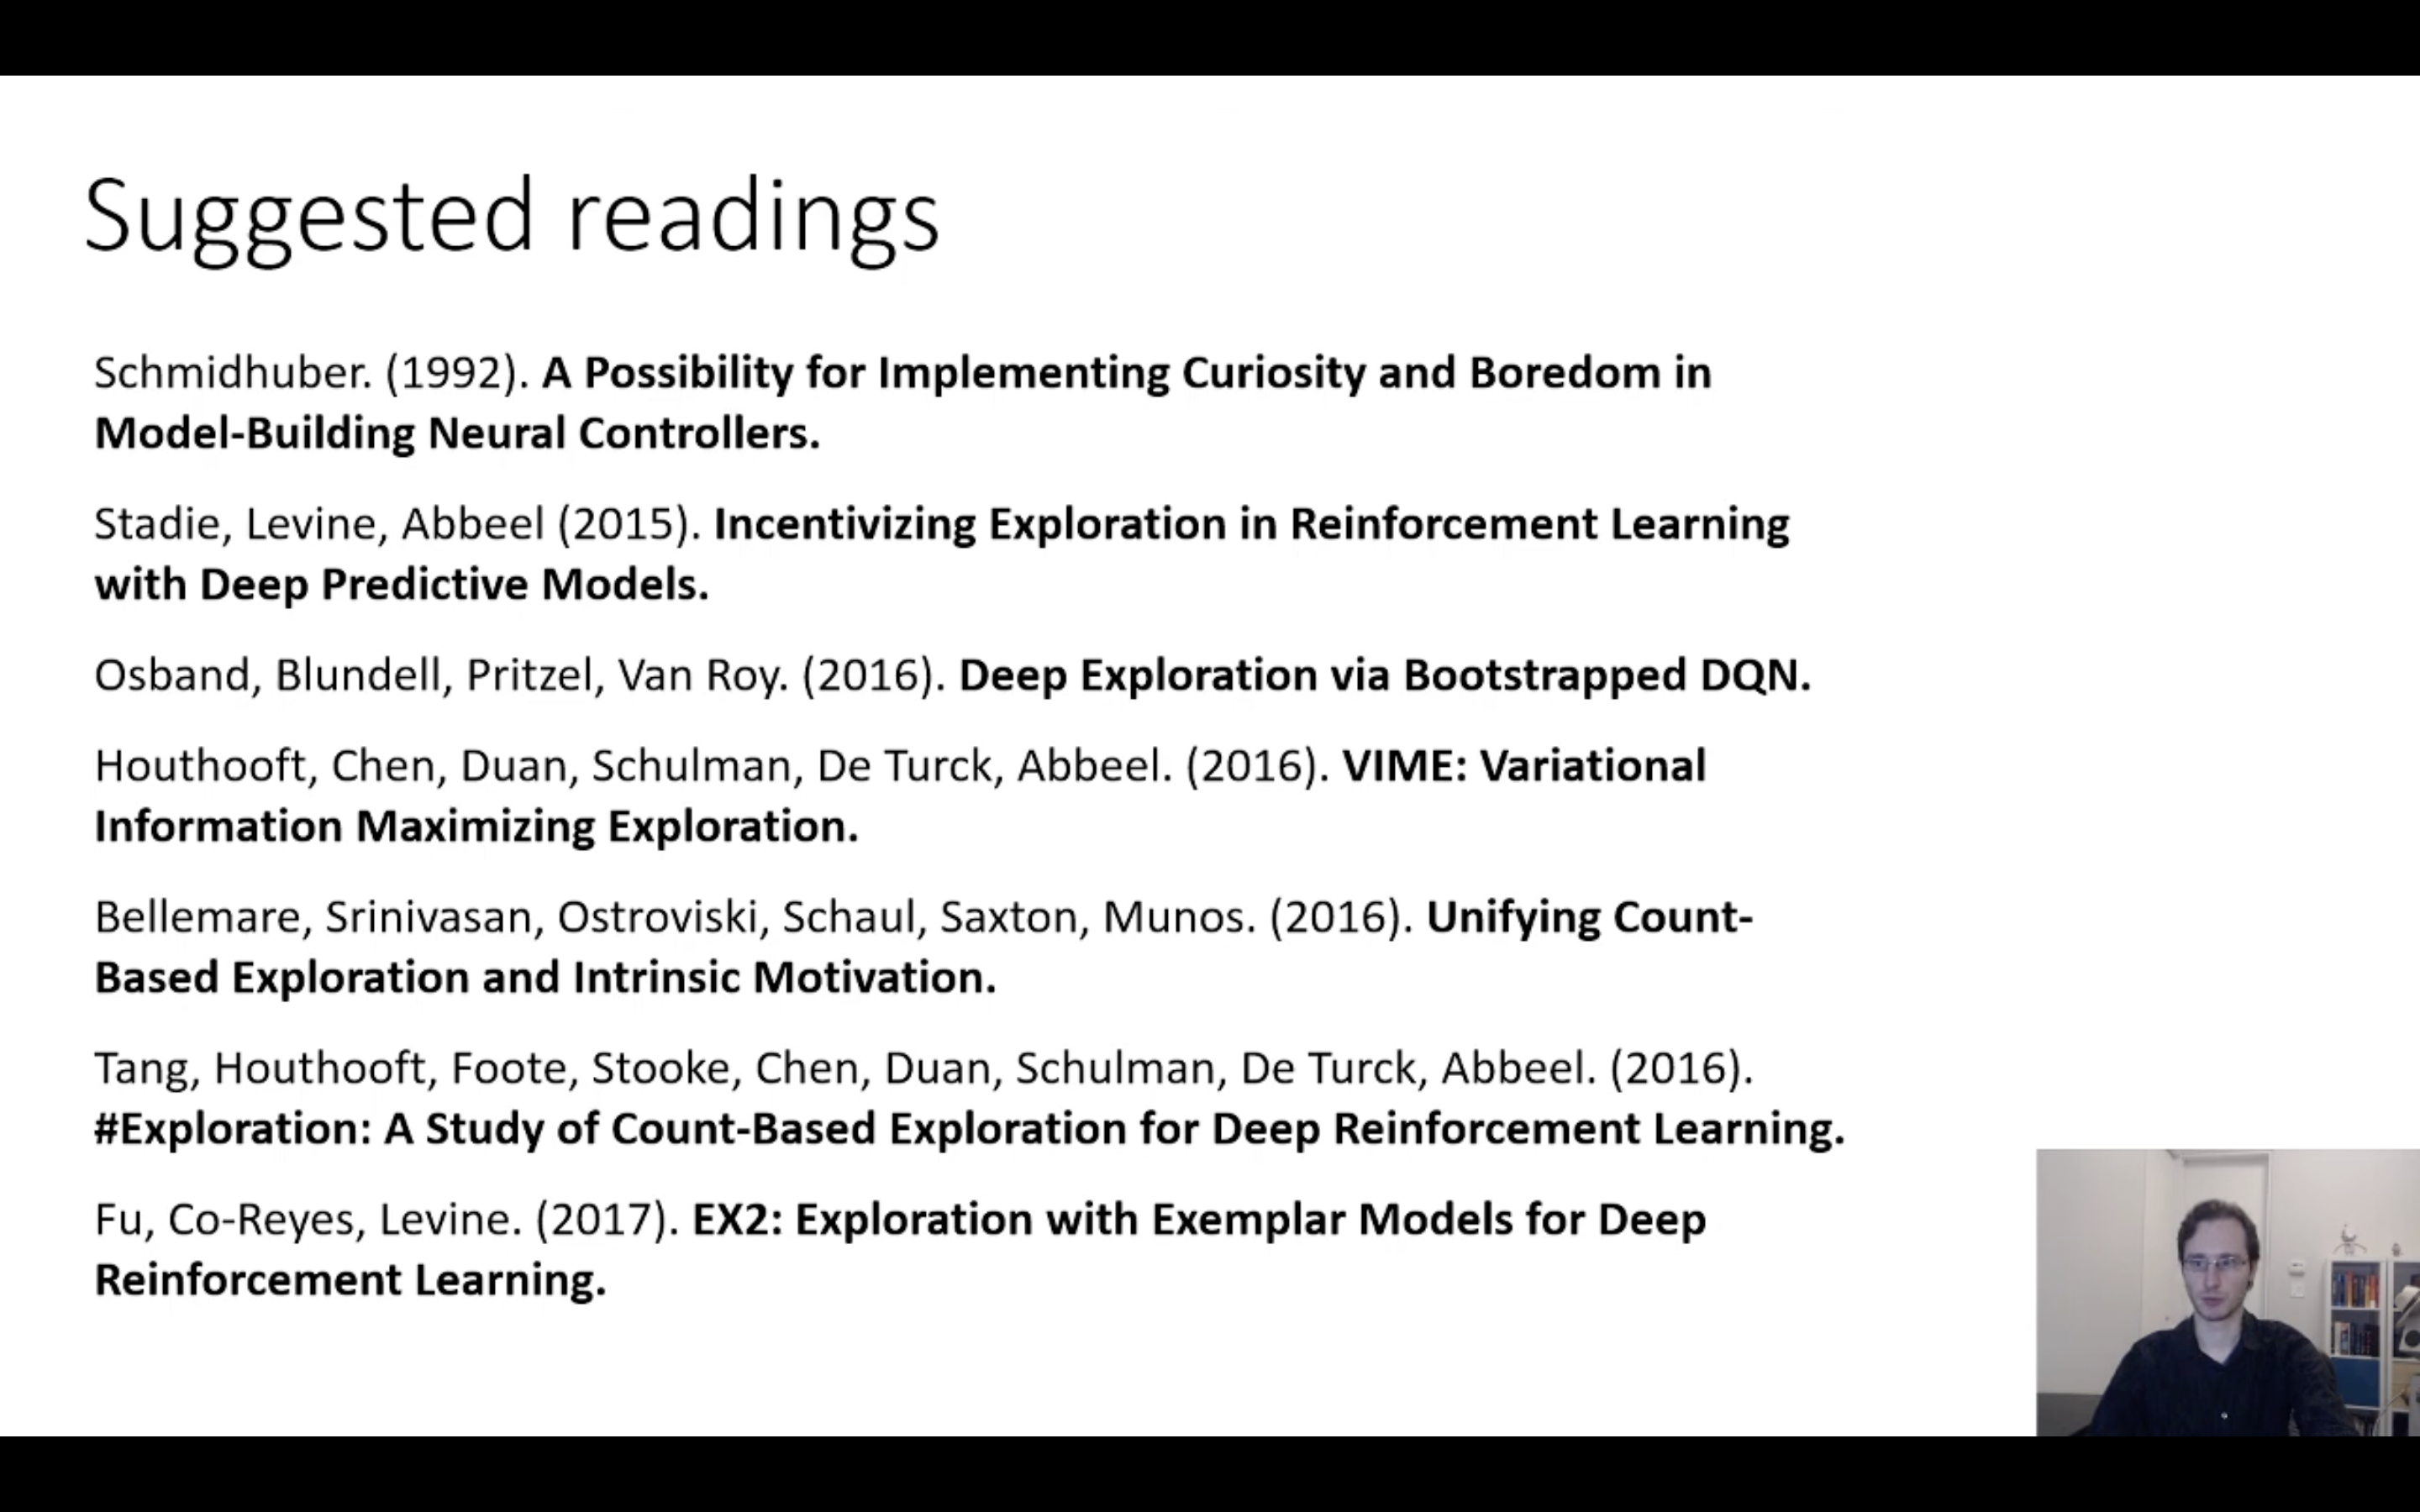 Suggested readings
Schmidhuber. (1992). A Possibility for Implementing Curiosity and Boredom in
Model-Building Neural Controllers.
Stadie, Levine, Abbeel (2015). Incentivizing Exploration in Reinforcement Learning
with Deep Predictive Models.
Osband, Blundell, Pritzel, Van Roy. (2016). Deep Exploration via Bootstrapped DQN.
Houthooft, Chen, Duan, Schulman, De Turck, Abbeel. (2016). VIME: Variational
Information Maximizing Exploration.
Bellemare, Srinivasan, Ostroviski, Schaul, Saxton, Munos. (2016). Unifying Count-
Based Exploration and Intrinsic Motivation.
Tang, Houthooft, Foote, Stooke, Chen, Duan, Schulman, De Turck, Abbeel. (2016).
#Exploration: A Study of Count-Based Exploration for Deep Reinforcement Learning.
Fu, Co-Reyes, Levine. (2017). EX2: Exploration with Exemplar Models for Deep
Reinforcement Learning.